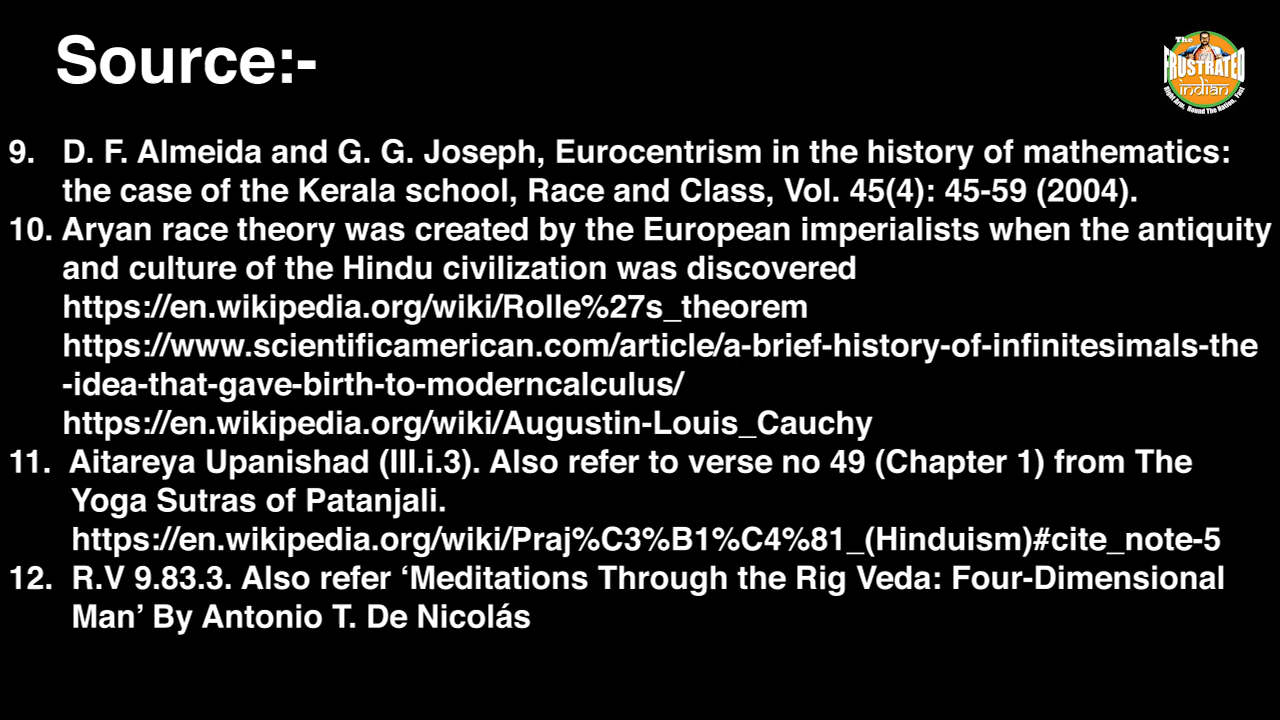 Source:-
The
FRUSTRATED
indian
Right Arm. Round The Nation. Fast
9. D. F. Almeida and G. G. Joseph, Eurocentrism in the history of mathematics:
the case of the Kerala school, Race and Class, Vol. 45(4): 45-59 (2004).
10. Aryan race theory was created by the European imperialists when the antiquity
and culture of the Hindu civilization was discovered
https://en.wikipedia.org/wiki/Rolle%27s_theorem
https://www.scientificamerican.com/article/a-brief-history-of-infinitesimals-the
-idea-that-gave-birth-to-moderncalculus/
https://en.wikipedia.org/wiki/Augustin-Louis_Cauchy
11. Aitareya Upanishad (III.i.3). Also refer to verse no 49 (Chapter 1) from The
Yoga Sutras of Patanjali.
https://en.wikipedia.org/wiki/Praj%C3%B1%C4%81_(Hinduism)#cite_note-5
12. R.V 9.83.3. Also refer ‘Meditations Through the Rig Veda: Four-Dimensional
Man’ By Antonio T. De Nicolás